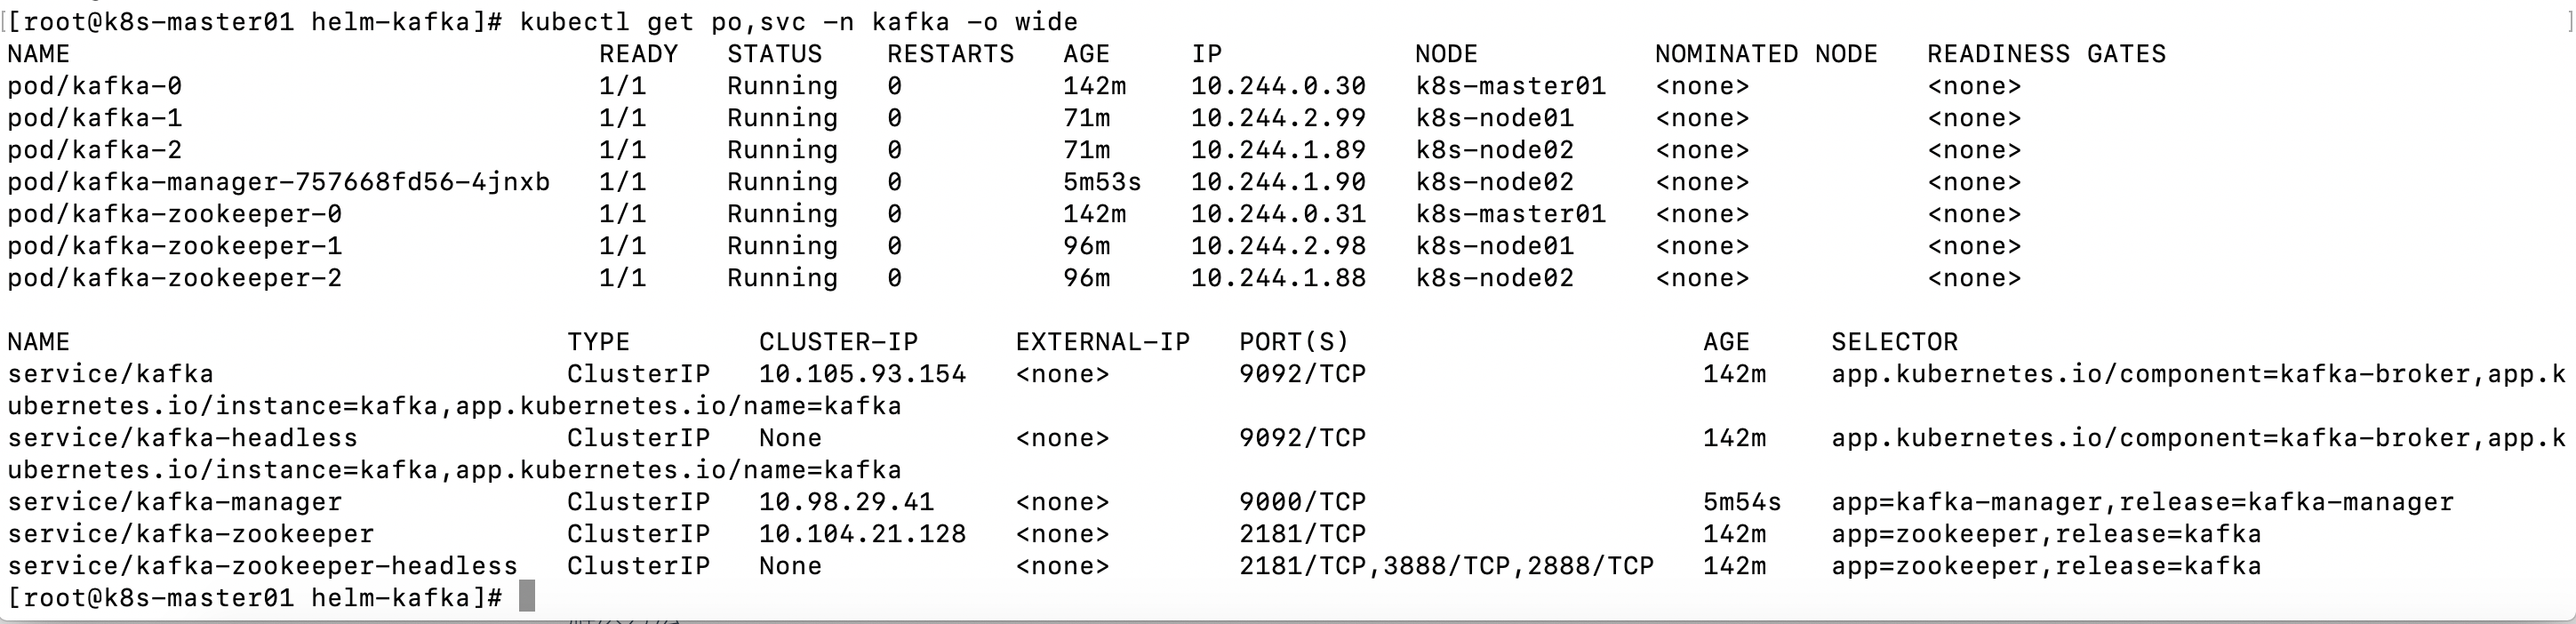 [root@k8s-master01 helm-kafka]# kubectl get po,svc -n kafka -o wide
NAME READY STATUS RESTARTS AGE IP NODE NOMINATED NODE READINESS GATES
pod/kafka-0 1/1 Running 0 142m 10.244.0.30 k8s-master01 <none> <none>
pod/kafka-1 1/1 Running 0 71m 10.244.2.99 k8s-node01 <none> <none>
pod/kafka-2 1/1 Running 0 71m 10.244.1.89 k8s-node02 <none> <none>
pod/kafka-manager-757668fd56-4jnxb 1/1 Running 0 5m53s 10.244.1.90 k8s-node02 <none> <none>
pod/kafka-zookeeper-0 1/1 Running 0 142m 10.244.0.31 k8s-master01 <none> <none>
pod/kafka-zookeeper-1 1/1 Running 0 96m 10.244.2.98 k8s-node01 <none> <none>
pod/kafka-zookeeper-2 1/1 Running 0 96m 10.244.1.88 k8s-node02 <none> <none>
NAME TYPE CLUSTER-IP EXTERNAL-IP PORT(S) AGE SELECTOR
service/kafka ClusterIP 10.105.93.154 <none> 9092/TCP 142m app.kubernetes.io/component=kafka-broker,app.k
ubernetes.io/instance=kafka,app.kubernetes.io/name=kafka
service/kafka-headless ClusterIP None <none> 9092/TCP 142m app.kubernetes.io/component=kafka-broker,app.k
ubernetes.io/instance=kafka,app.kubernetes.io/name=kafka
service/kafka-manager ClusterIP 10.98.29.41 <none> 9000/TCP 5m54s app=kafka-manager,release=kafka-manager
service/kafka-zookeeper ClusterIP 10.104.21.128 <none> 2181/TCP 142m app=zookeeper,release=kafka
service/kafka-zookeeper-headless ClusterIP None <none> 2181/TCP,3888/TCP,2888/TCP 142m app=zookeeper,release=kafka
[root@k8s-master01 helm-kafka]#